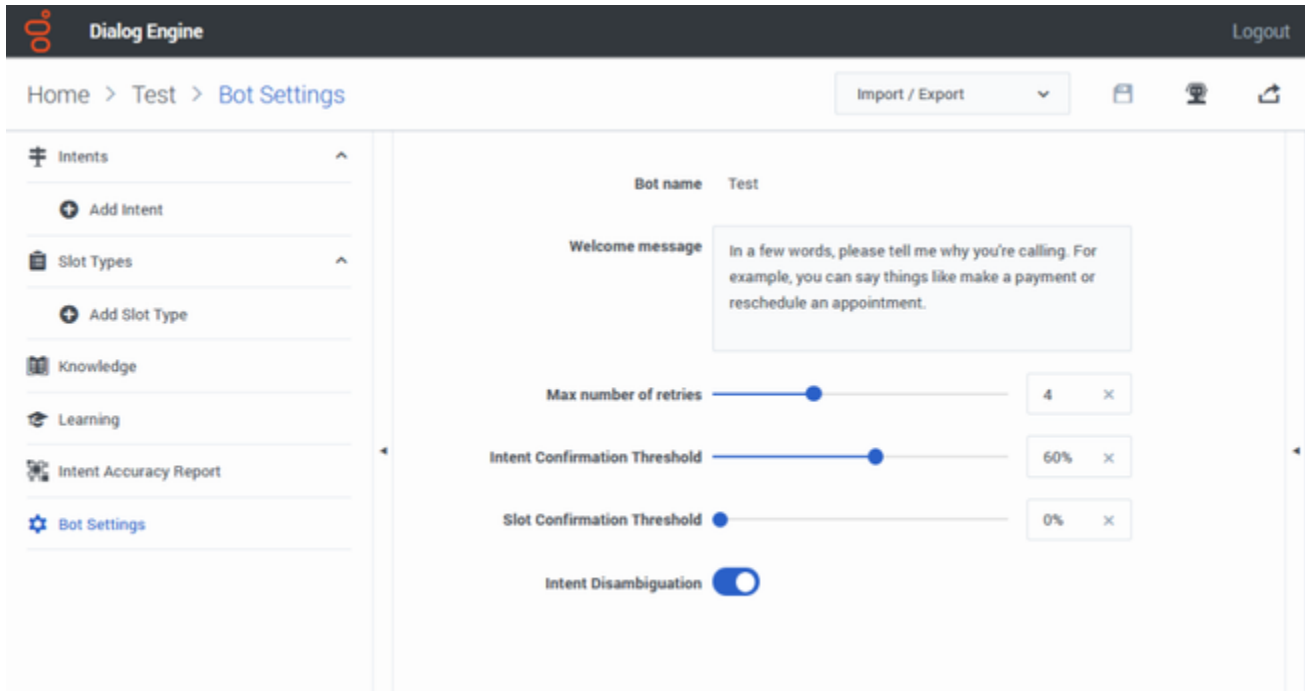 Dialog Engine
Logout
Home > Test > Bot Settings
Import / Export
Intents
Add Intent
Slot Types
Add Slot Type
Knowledge
Learning
Intent Accuracy Report
Bot Settings
Bot name Test
Welcome message
In a few words, please tell me why you're calling. For
example, you can say things like make a payment or
reschedule an appointment.
Max number of retries 4
Intent Confirmation Threshold 60%
Slot Confirmation Threshold 0%
Intent Disambiguation